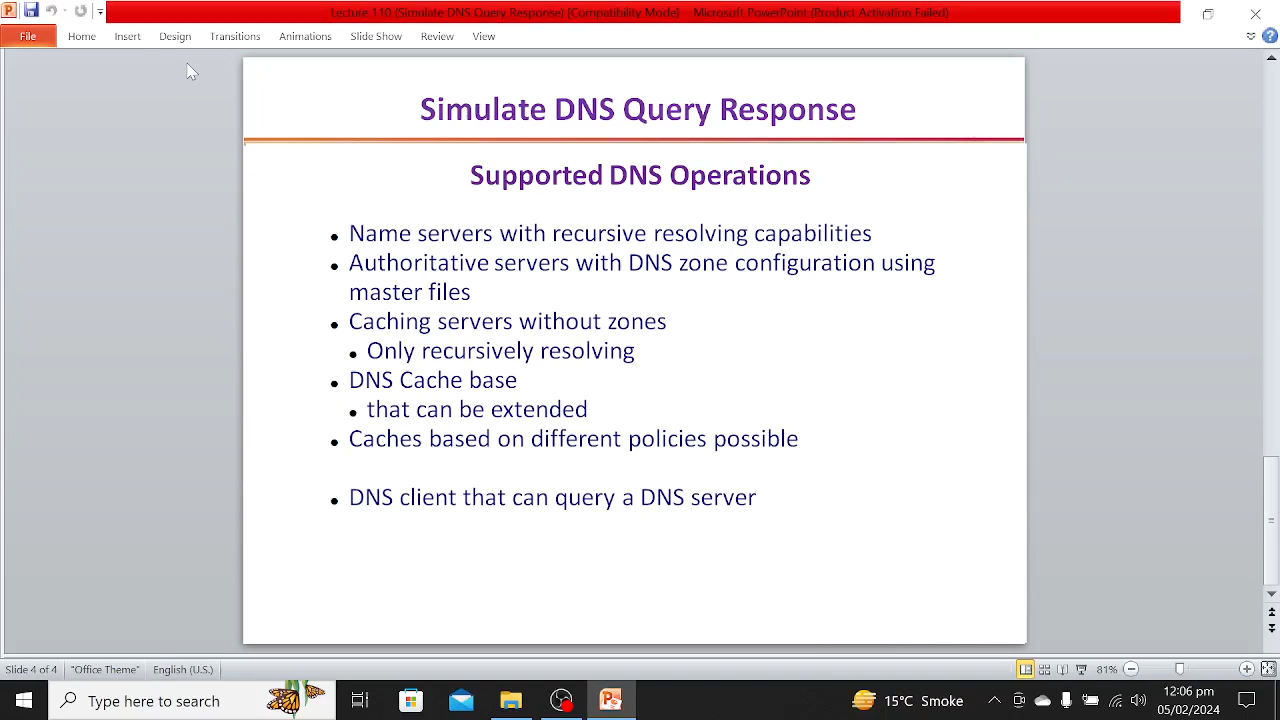 Lecture 110 (Simulate DNS Query Response) [Compatibility Mode] - Microsoft PowerPoint (Product Activation Failed)
File Home Insert Design Transitions Animations Slide Show Review View
Simulate DNS Query Response
Supported DNS Operations
• Name servers with recursive resolving capabilities
• Authoritative servers with DNS zone configuration using
master files
• Caching servers without zones
• Only recursively resolving
• DNS Cache base
• that can be extended
• Caches based on different policies possible
• DNS client that can query a DNS server
Slide 4 of 4 "Office Theme" English (U.S.) 81%
Type here to search 15°C Smoke 12:06 pm
05/02/2024